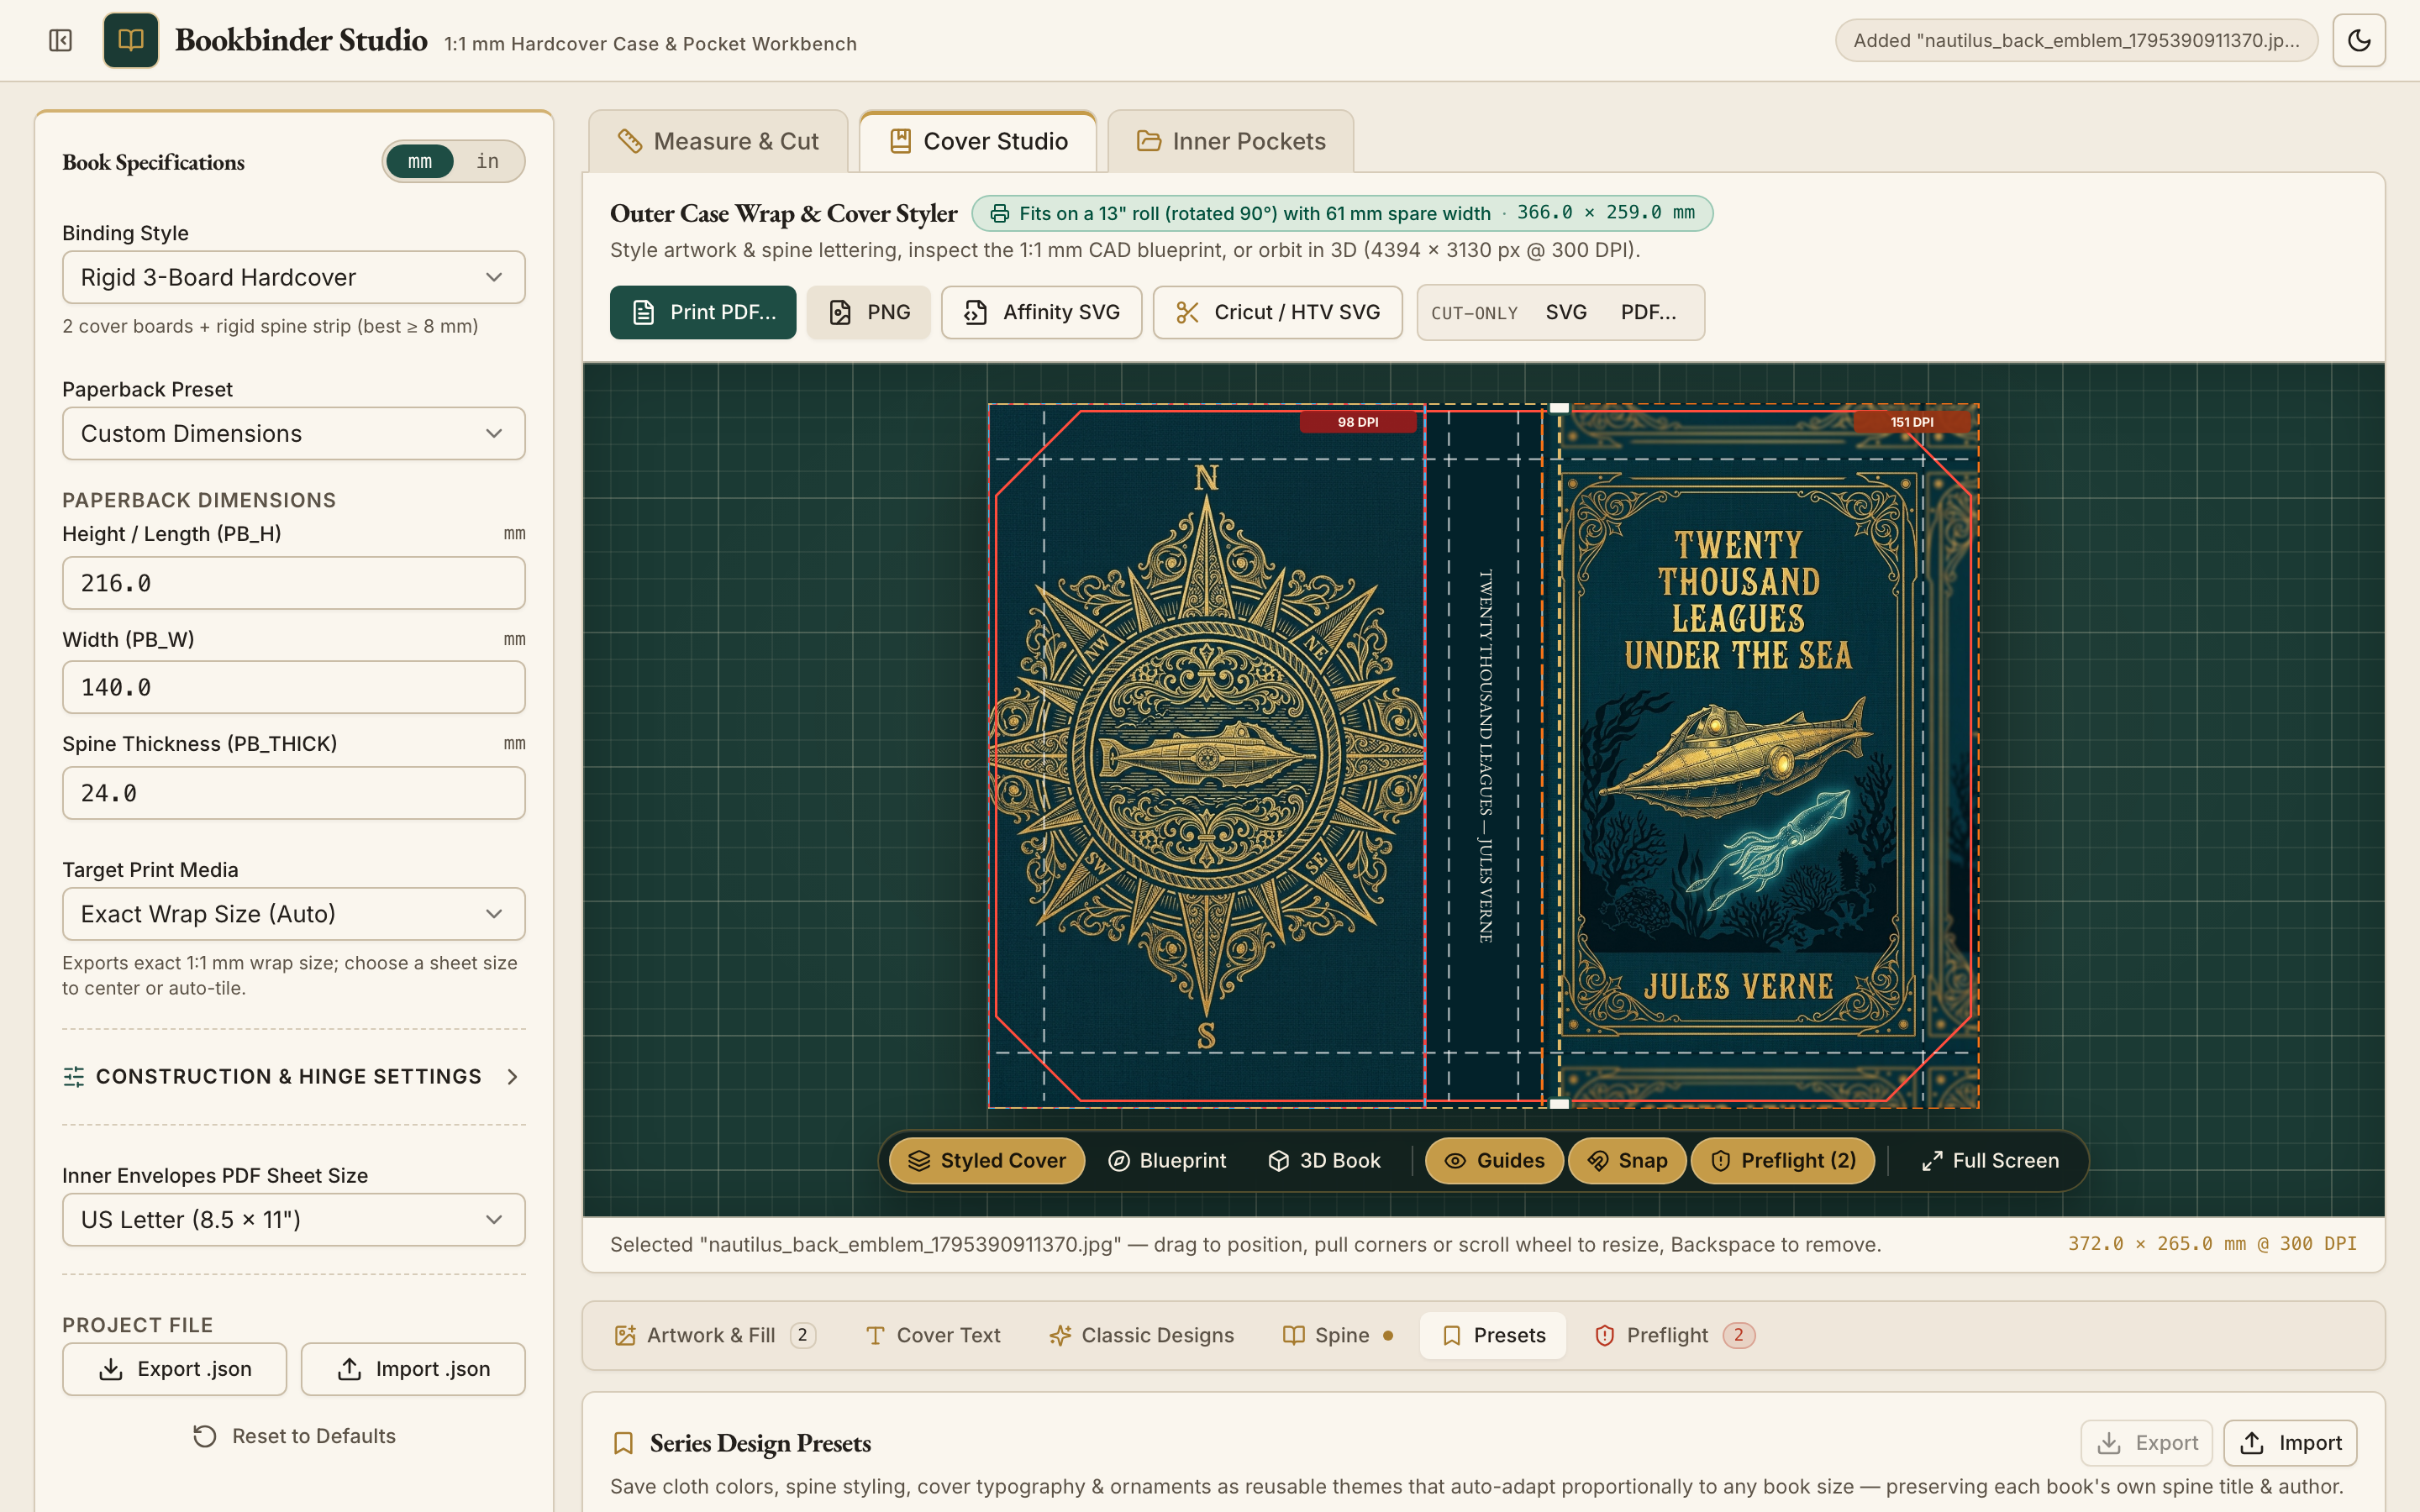 Bookbinder Studio 1:1 mm Hardcover Case & Pocket Workbench
Added "nautilus_back_emblem_1795390911370.jp...
Book Specifications
mm in
Binding Style
Rigid 3-Board Hardcover
2 cover boards + rigid spine strip (best ≥ 8 mm)
Paperback Preset
Custom Dimensions
PAPERBACK DIMENSIONS
Height / Length (PB_H) mm
216.0
Width (PB_W) mm
140.0
Spine Thickness (PB_THICK) mm
24.0
Target Print Media
Exact Wrap Size (Auto)
Exports exact 1:1 mm wrap size; choose a sheet size
to center or auto-tile.
CONSTRUCTION & HINGE SETTINGS
Inner Envelopes PDF Sheet Size
US Letter (8.5 × 11")
PROJECT FILE
Export .json Import .json
Reset to Defaults
Measure & Cut Cover Studio Inner Pockets
Outer Case Wrap & Cover Styler Fits on a 13" roll (rotated 90°) with 61 mm spare width · 366.0 × 259.0 mm
Style artwork & spine lettering, inspect the 1:1 mm CAD blueprint, or orbit in 3D (4394 × 3130 px @ 300 DPI).
Print PDF... PNG Affinity SVG Cricut / HTV SVG CUT-ONLY SVG PDF...
98 DPI
N
NW NE
SW SE
S
TWENTY THOUSAND LEAGUES — JULES VERNE
151 DPI
TWENTY
THOUSAND
LEAGUES
UNDER THE SEA
JULES VERNE
Styled Cover Blueprint 3D Book Guides Snap Preflight (2) Full Screen
Selected "nautilus_back_emblem_1795390911370.jpg" — drag to position, pull corners or scroll wheel to resize, Backspace to remove. 372.0 × 265.0 mm @ 300 DPI
Artwork & Fill 2 Cover Text Classic Designs Spine Presets Preflight 2
Series Design Presets Export Import
Save cloth colors, spine styling, cover typography & ornaments as reusable themes that auto-adapt proportionally to any book size — preserving each book's own spine title & author.